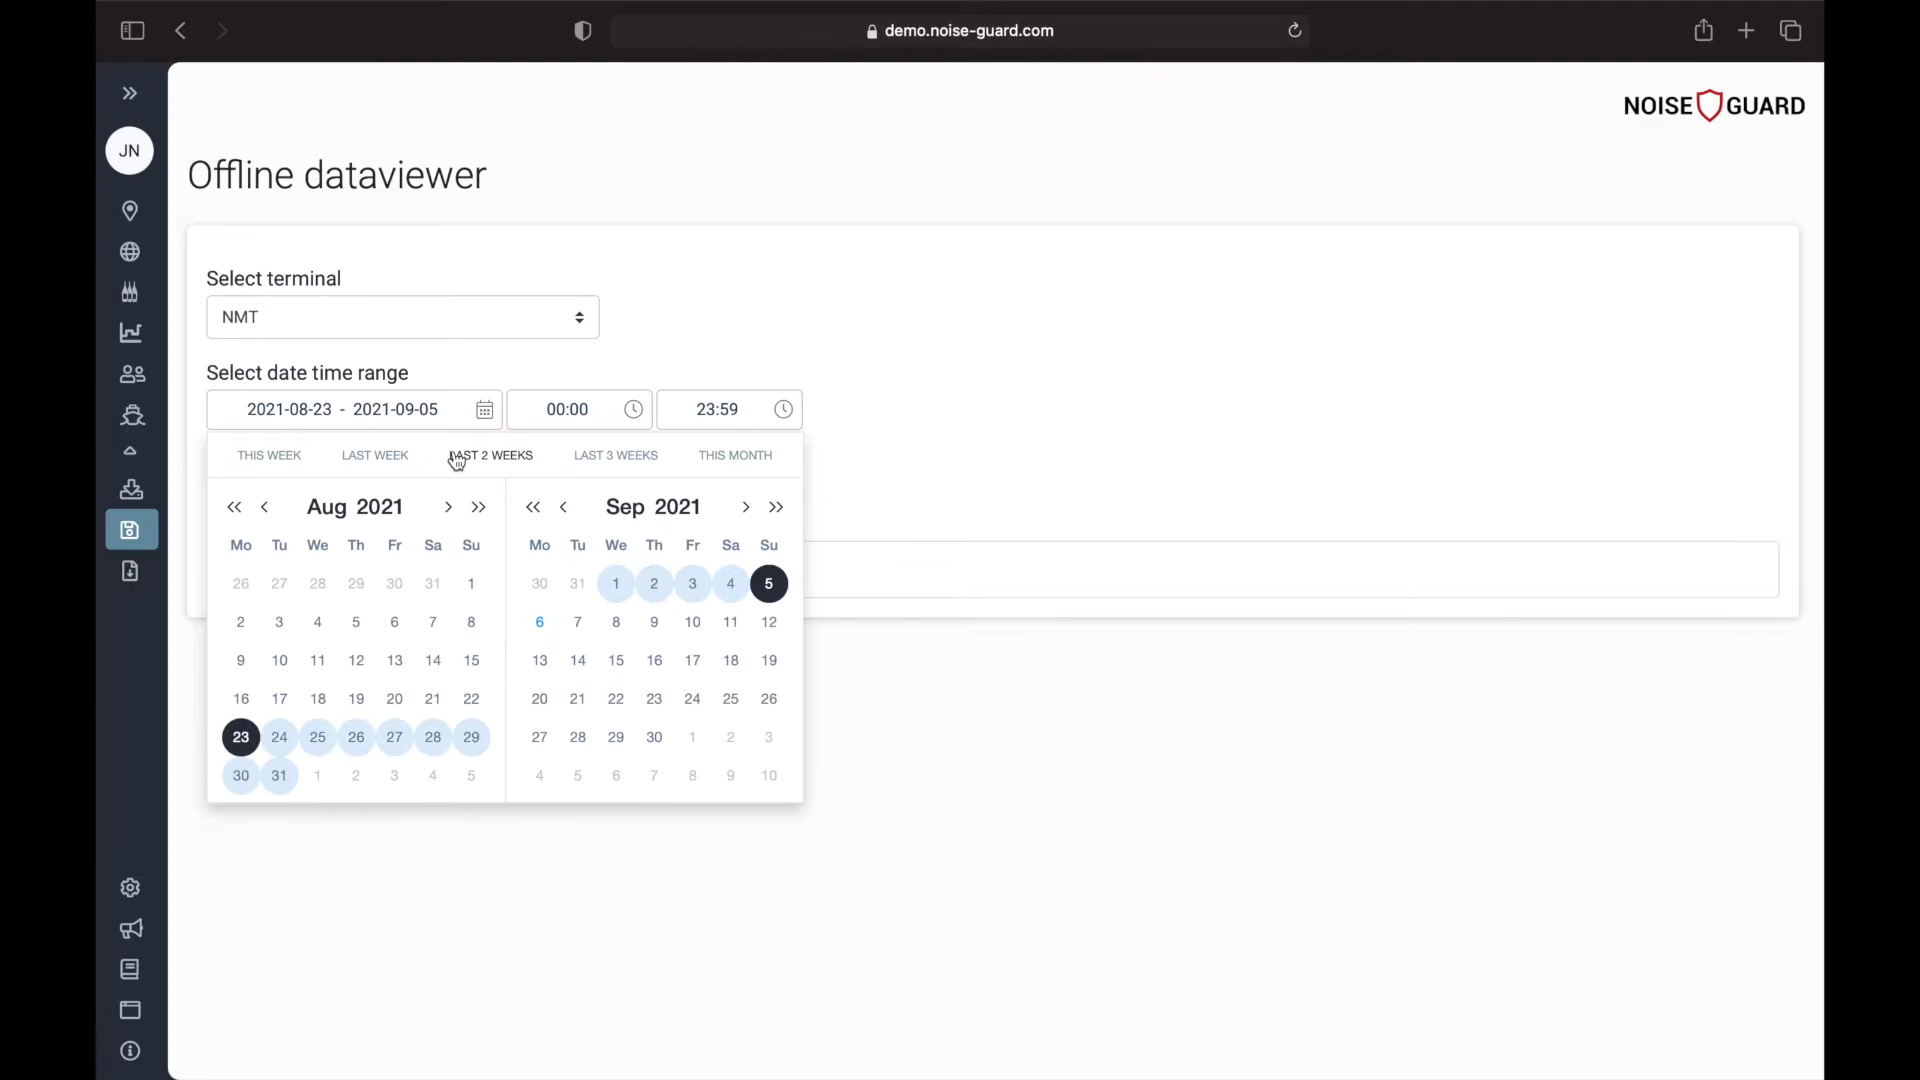 demo.noise-guard.com
NOISE GUARD
JN
Offline dataviewer
Select terminal
NMT
Select date time range
2021-08-23 - 2021-09-05
00:00
23:59
THIS WEEK LAST WEEK LAST 2 WEEKS LAST 3 WEEKS THIS MONTH
Aug 2021
Mo Tu We Th Fr Sa Su
26 27 28 29 30 31 1
2 3 4 5 6 7 8
9 10 11 12 13 14 15
16 17 18 19 20 21 22
23 24 25 26 27 28 29
30 31 1 2 3 4 5
Sep 2021
Mo Tu We Th Fr Sa Su
30 31 1 2 3 4 5
6 7 8 9 10 11 12
13 14 15 16 17 18 19
20 21 22 23 24 25 26
27 28 29 30 1 2 3
4 5 6 7 8 9 10